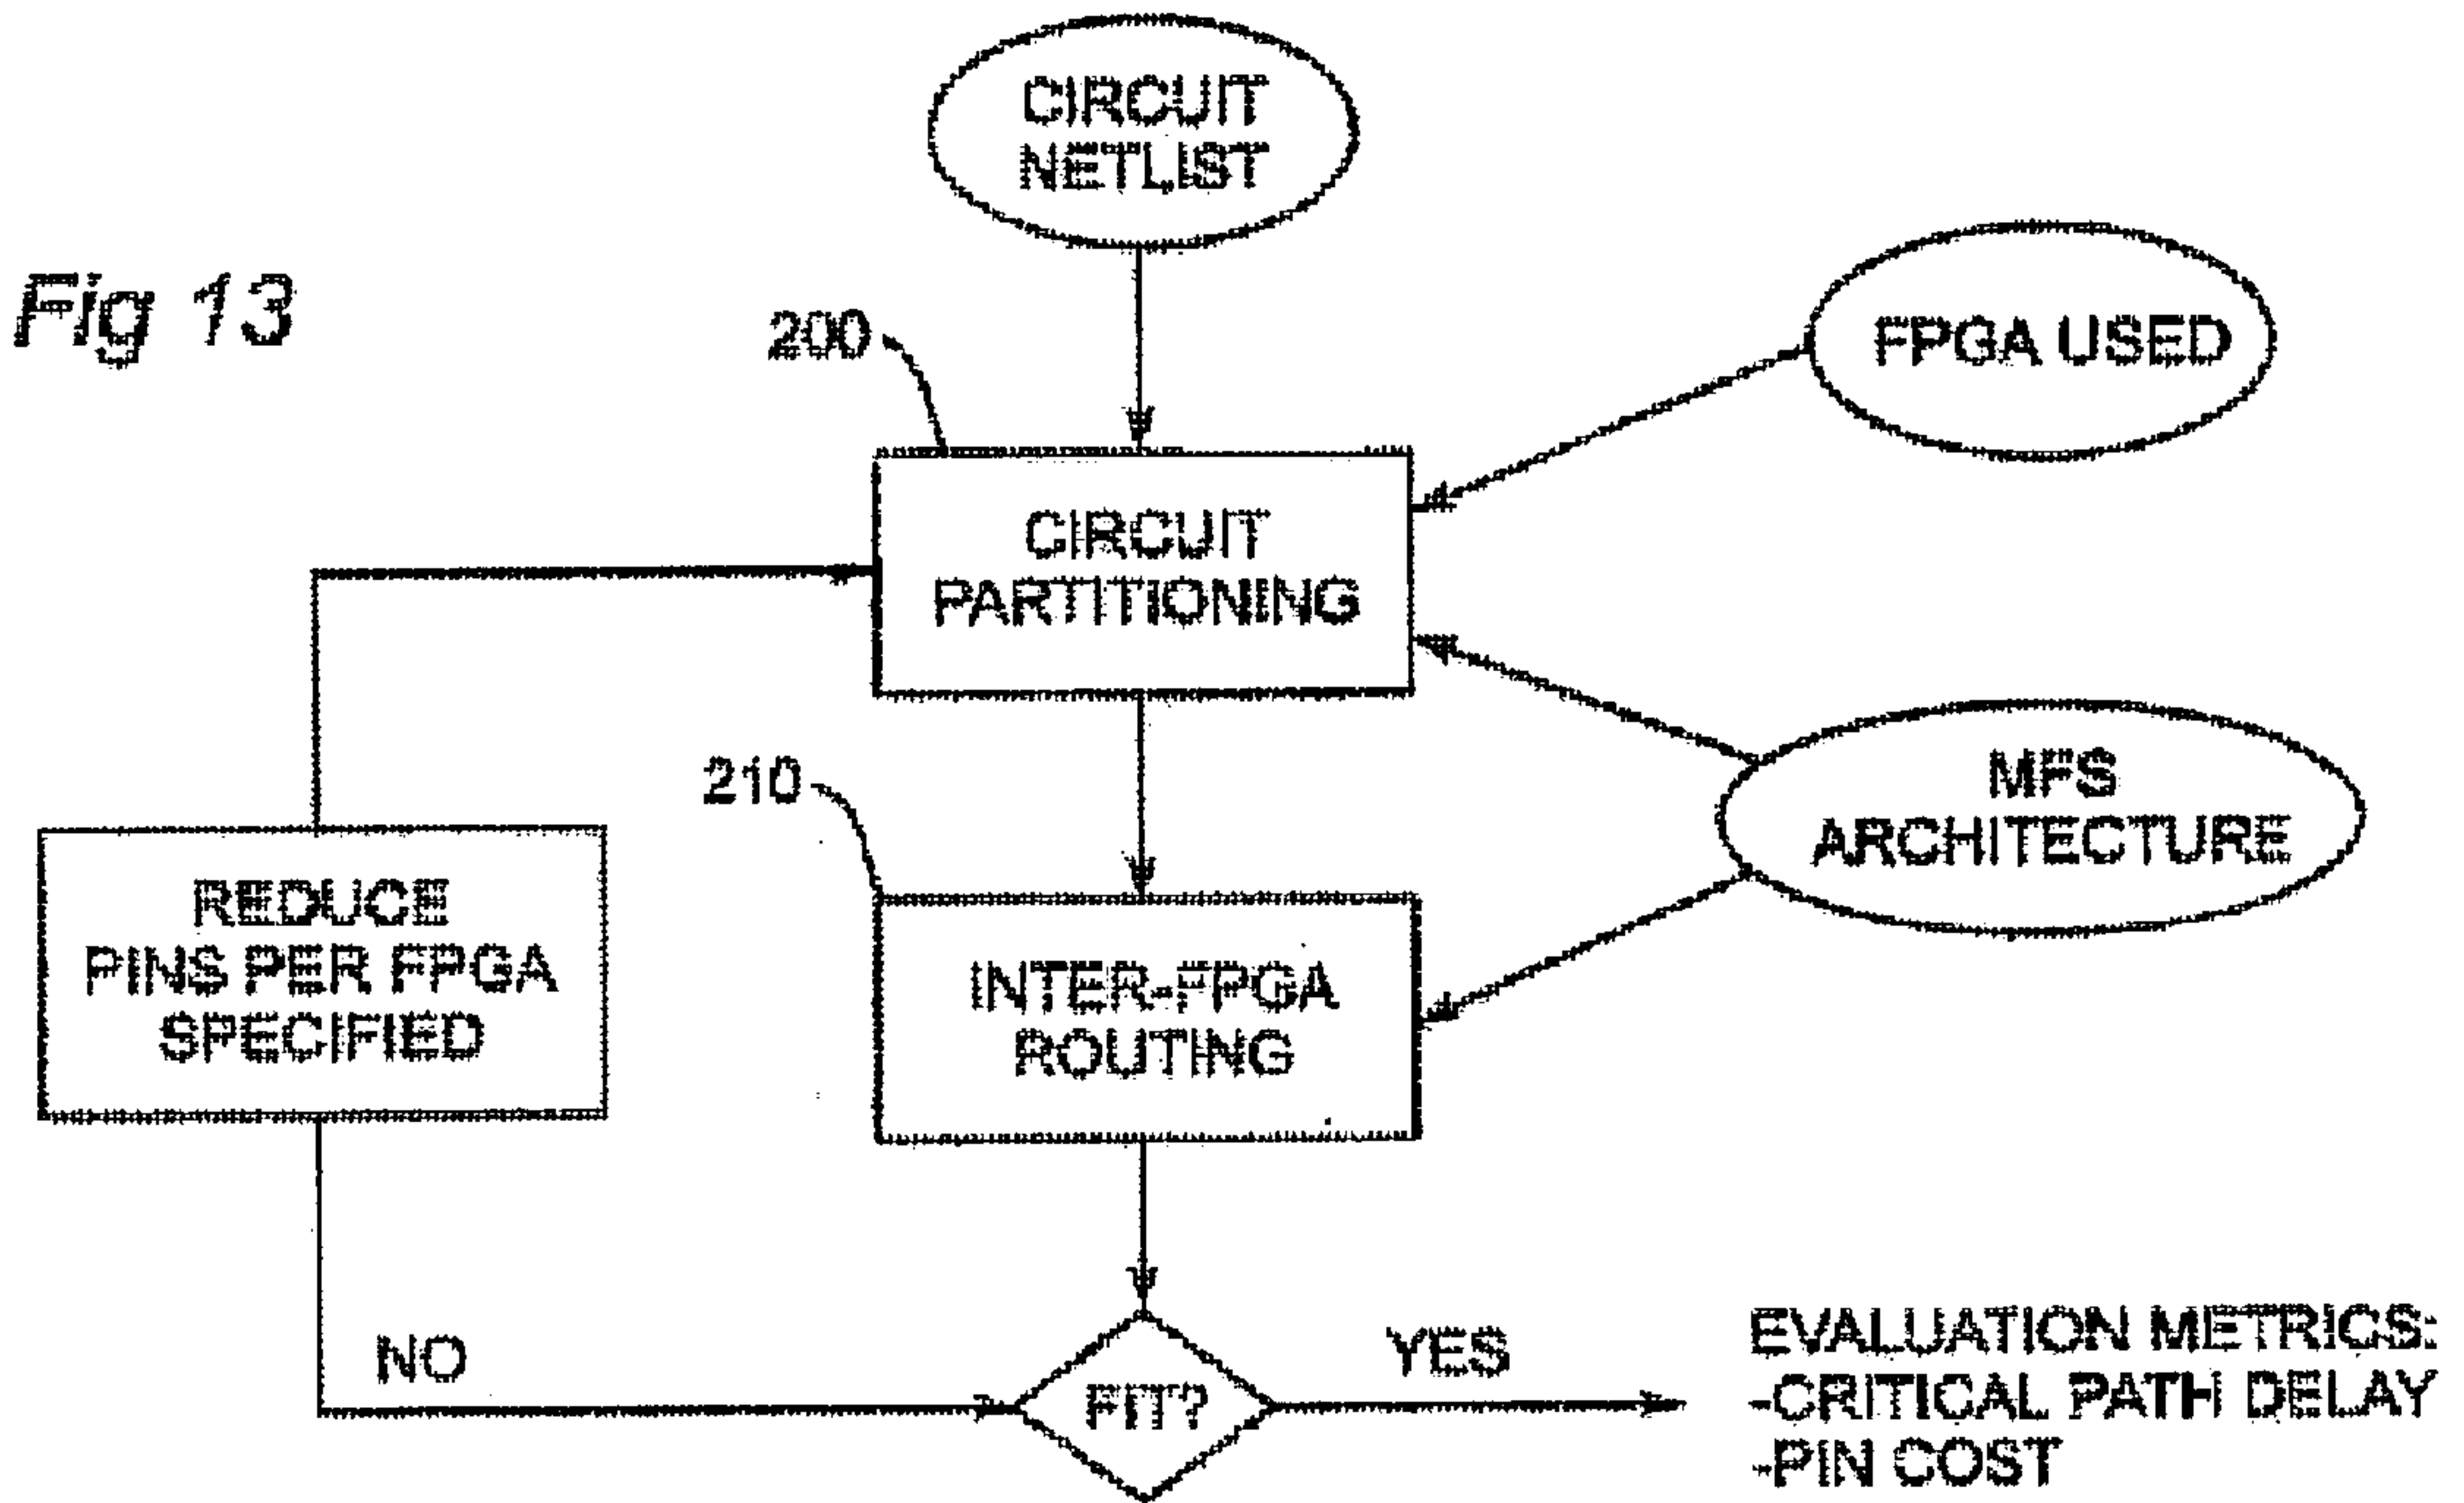 CIRCUIT
NETLIST
Fig 13
200
FPGA USED
CIRCUIT
PARTITIONING
210
MFS
ARCHITECTURE
REDUCE
PINS PER FPGA
SPECIFIED
INTER-FPGA
ROUTING
NO
FIT?
YES
EVALUATION METRICS:
-CRITICAL PATH DELAY
-PIN COST